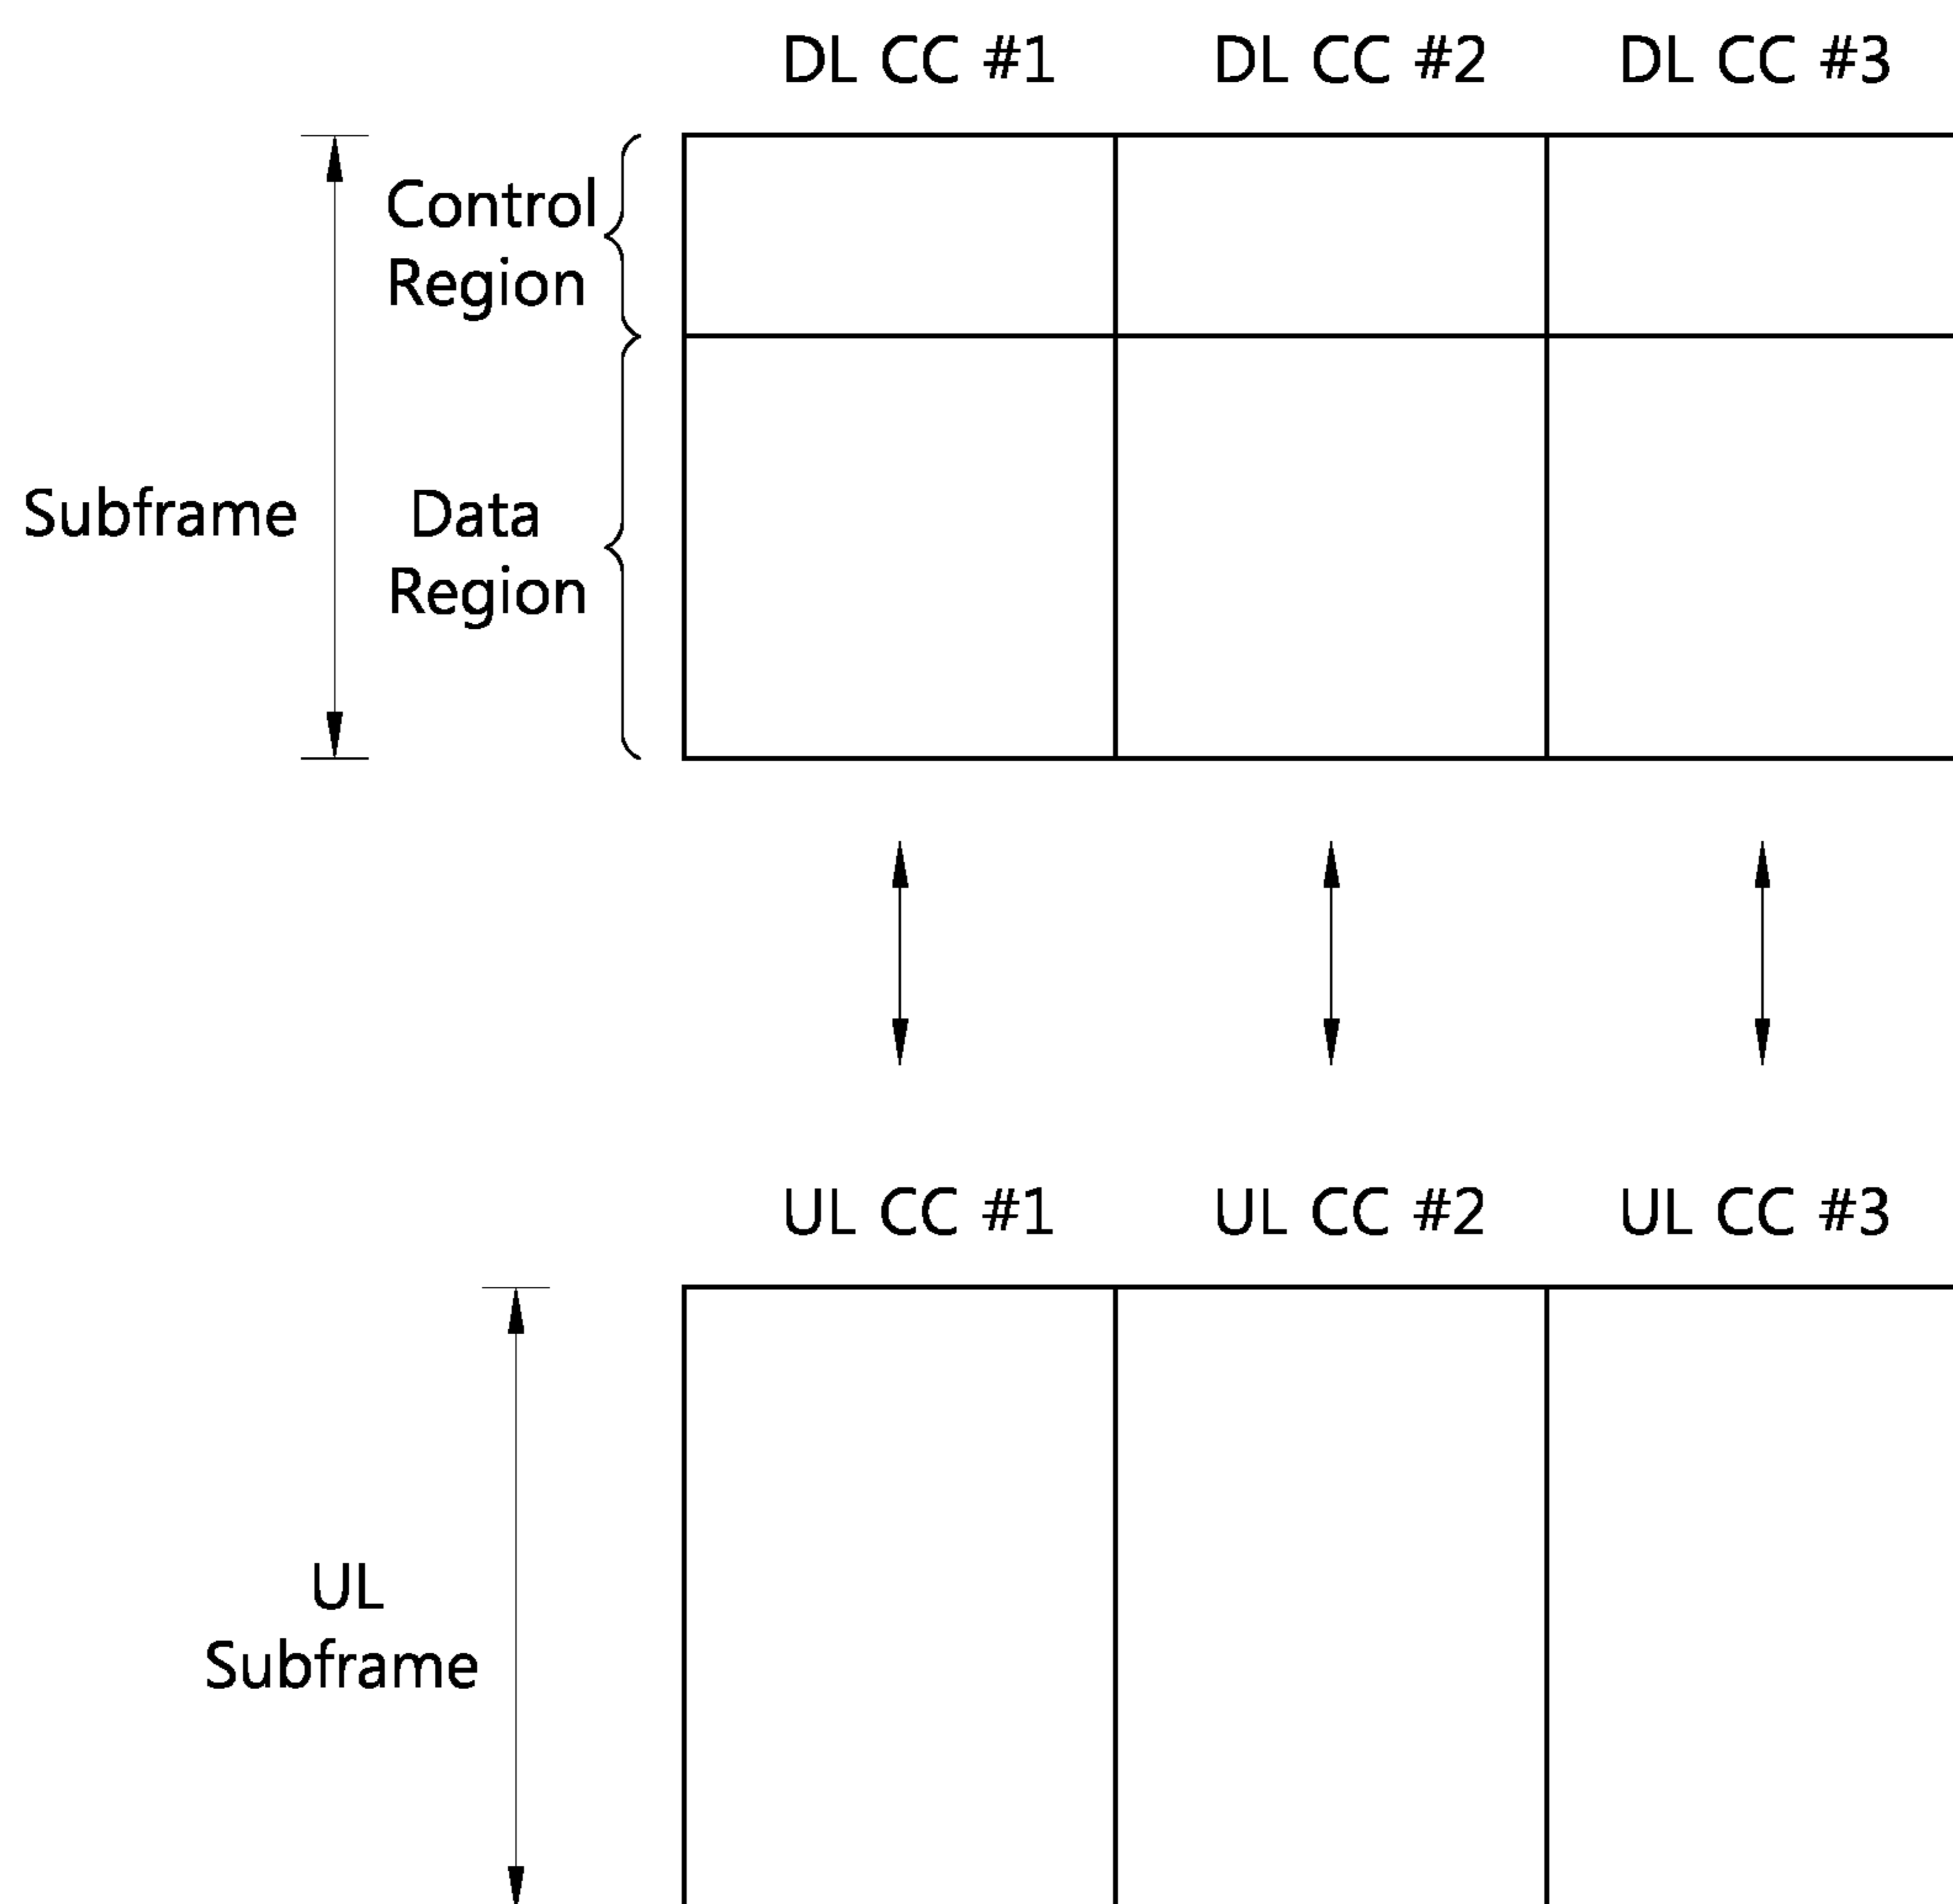 DL CC #1
DL CC #2
DL CC #3
Control
Region
Subframe
Data
Region
UL CC #1
UL CC #2
UL CC #3
UL
Subframe